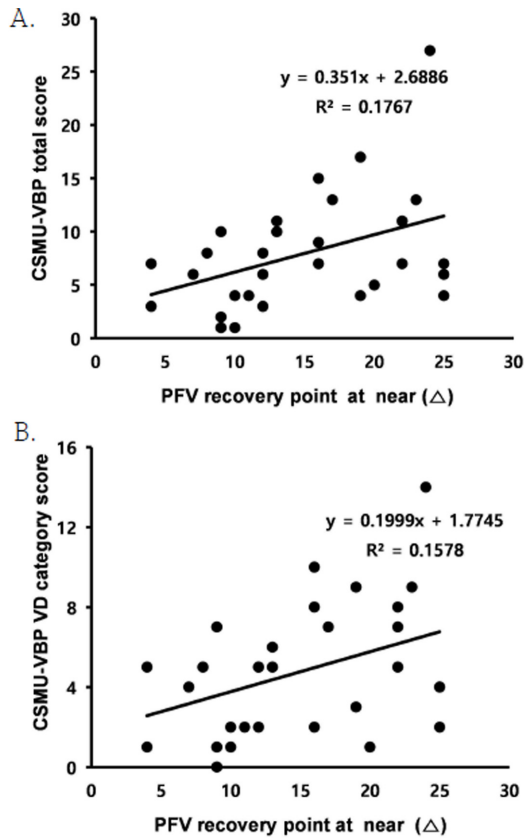 A.
CSMU-VBP total score
30
25
20
15
10
5
0
y = 0.351x + 2.6886
R² = 0.1767
0 5 10 15 20 25 30
PFV recovery point at near (△)
B.
CSMU-VBP VD category score
16
12
8
4
0
y = 0.1999x + 1.7745
R² = 0.1578
0 5 10 15 20 25 30
PFV recovery point at near (△)